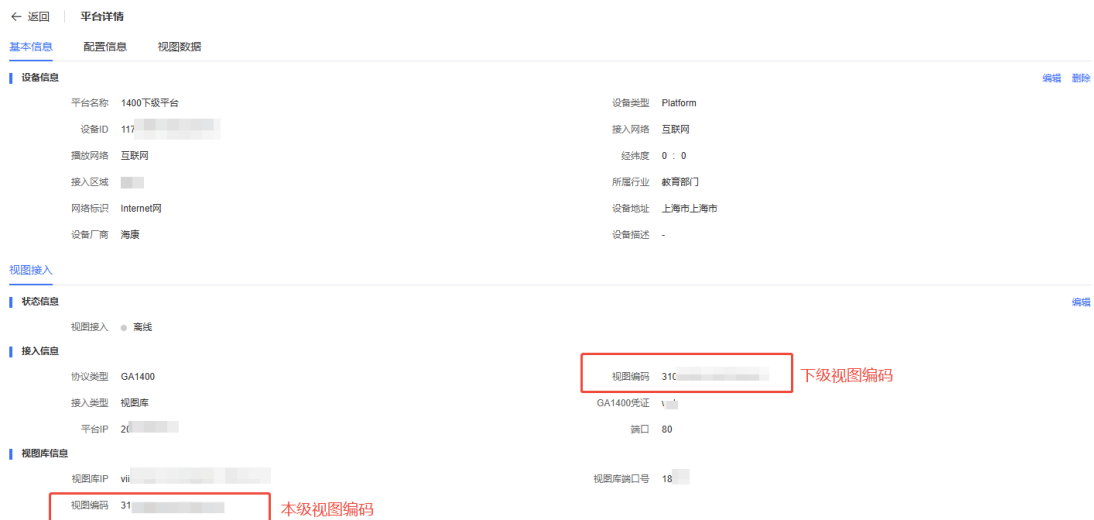 ← 返回 平台详情
基本信息 配置信息 视图数据
设备信息 编辑 删除
平台名称 1400下级平台 设备类型 Platform
设备ID 117 接入网络 互联网
播放网络 互联网 经纬度 0 : 0
接入区域 所属行业 教育部门
网络标识 Internet网 设备地址 上海市上海市
设备厂商 海康 设备描述 -
视图接入
状态信息 编辑
视图接入 离线
接入信息
协议类型 GA1400 视图编码 310 下级视图编码
接入类型 视图库 GA1400凭证
平台IP 20 端口 80
视图库信息
视图库IP vii 视图库端口号 18
视图编码 31 本级视图编码